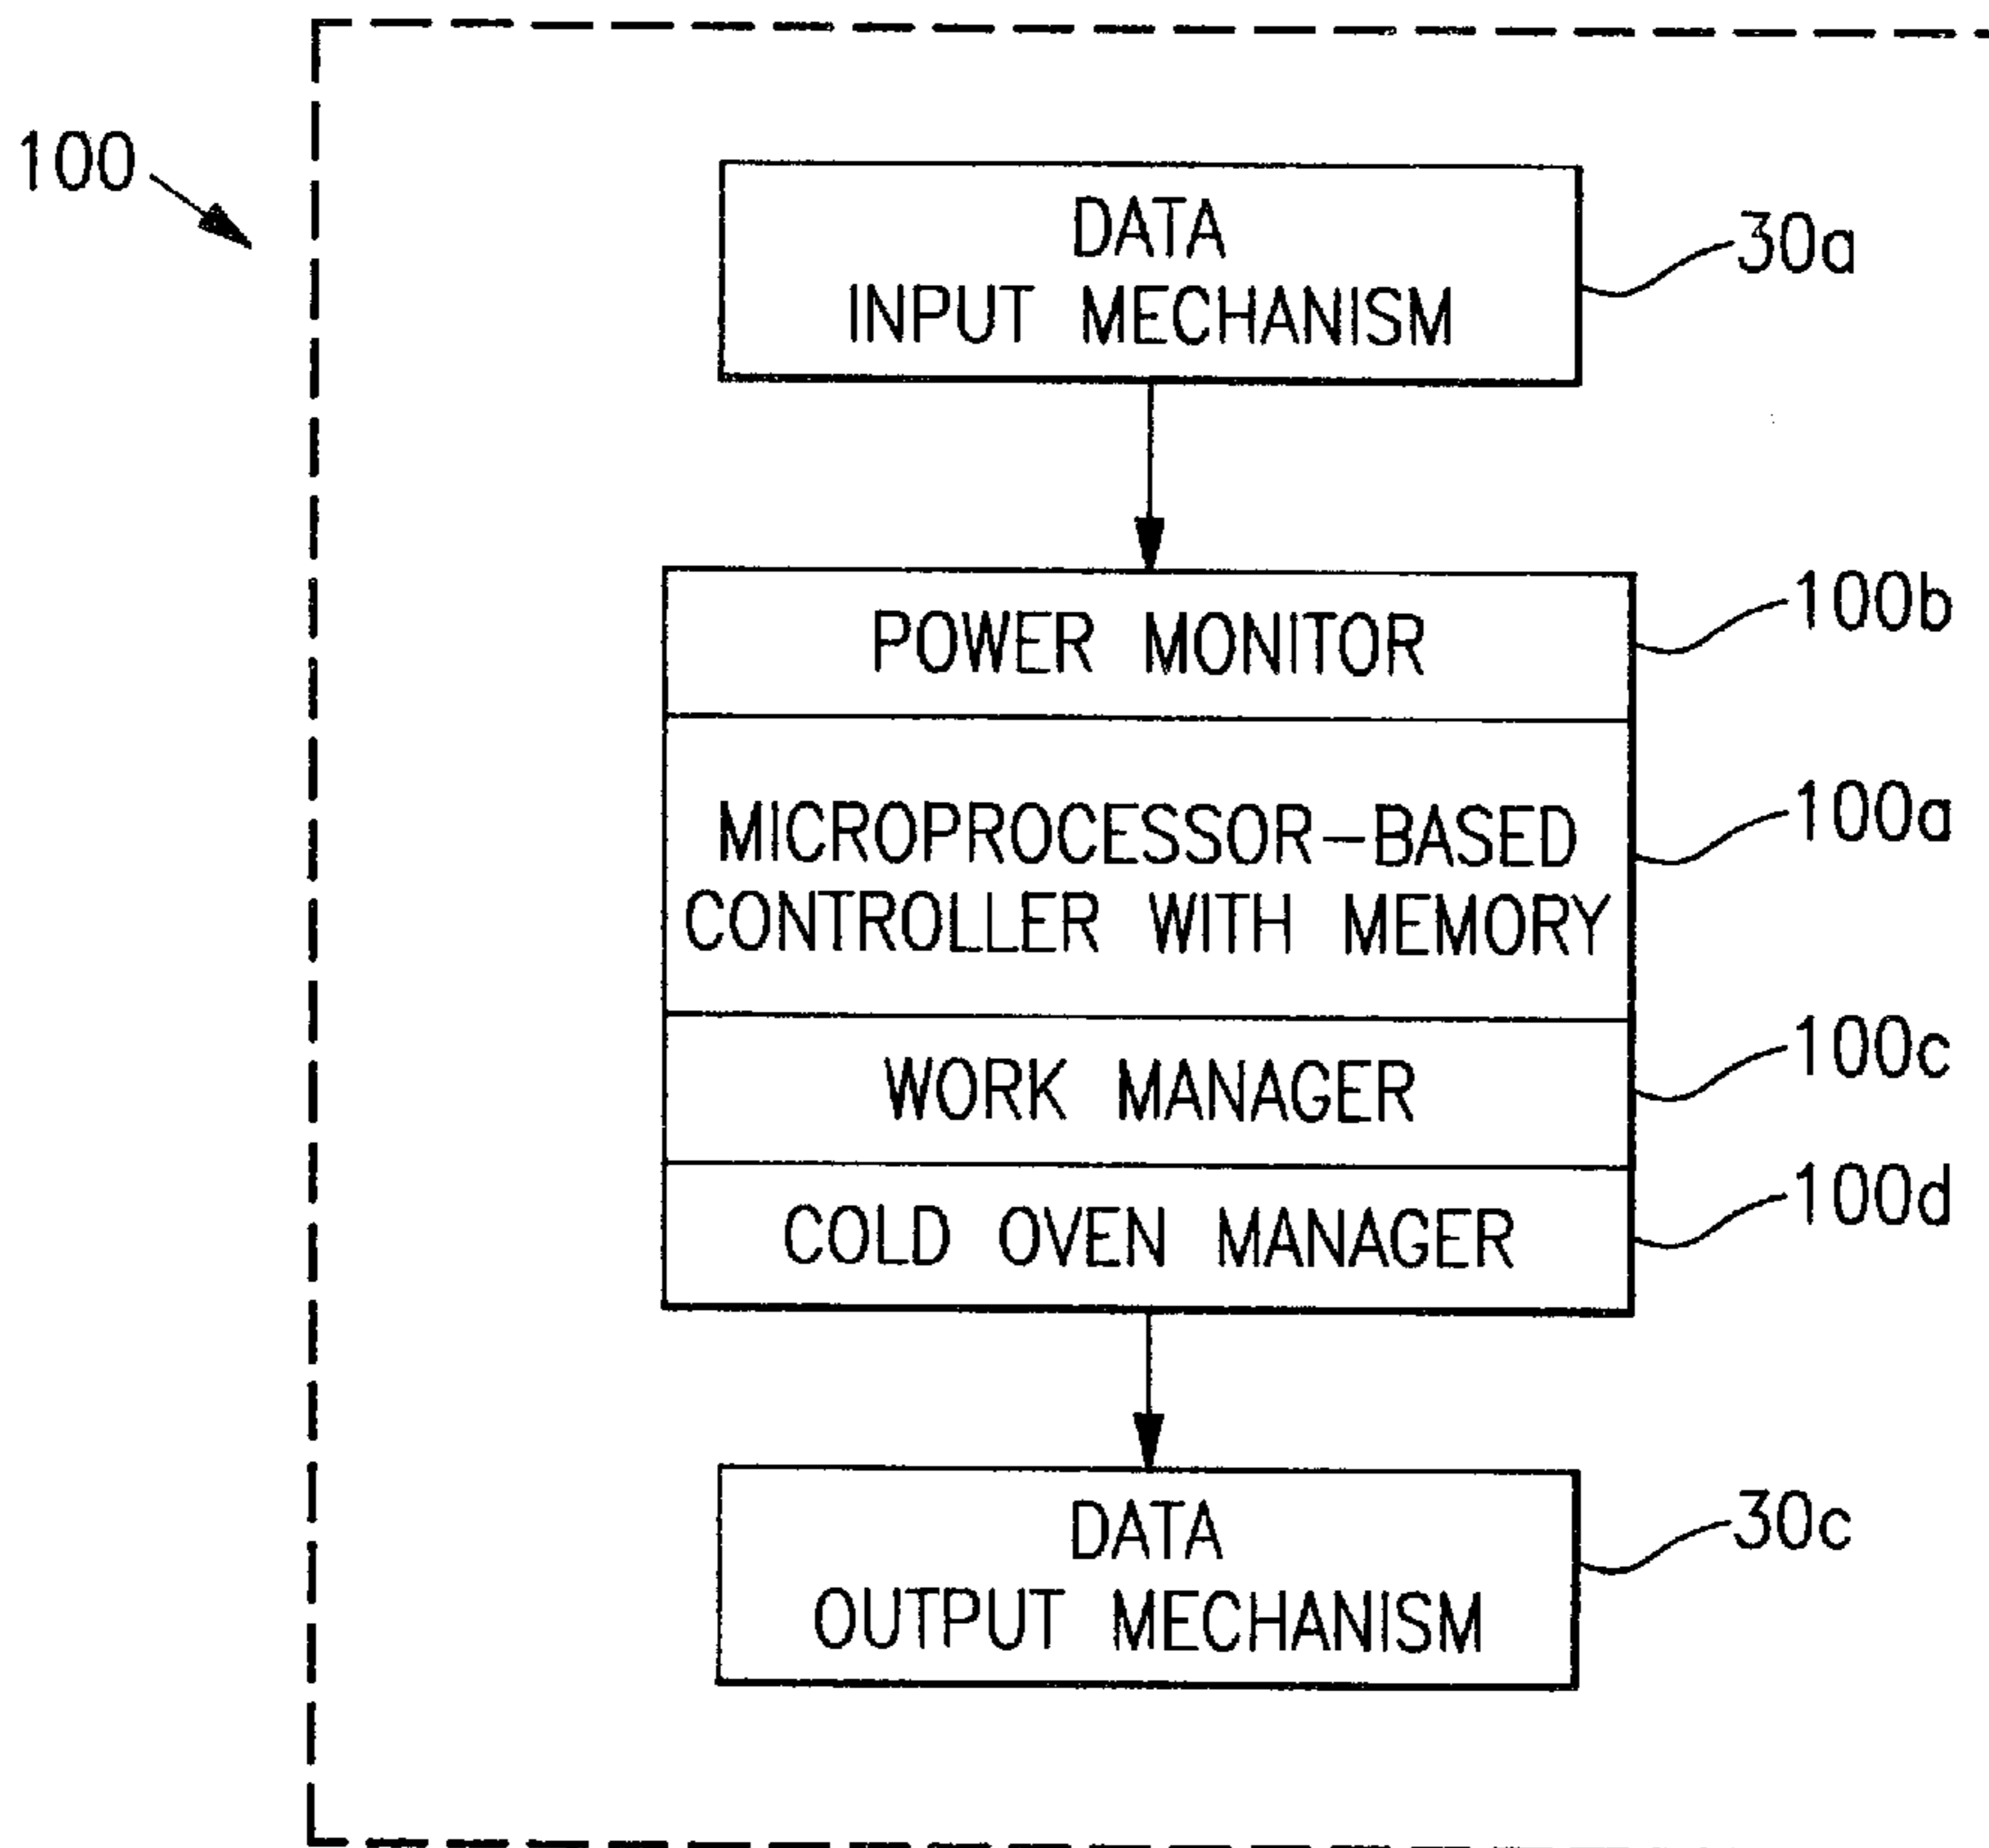 100
DATA
INPUT MECHANISM
30a
POWER MONITOR
100b
MICROPROCESSOR-BASED
CONTROLLER WITH MEMORY
100a
WORK MANAGER
100c
COLD OVEN MANAGER
100d
DATA
OUTPUT MECHANISM
30c